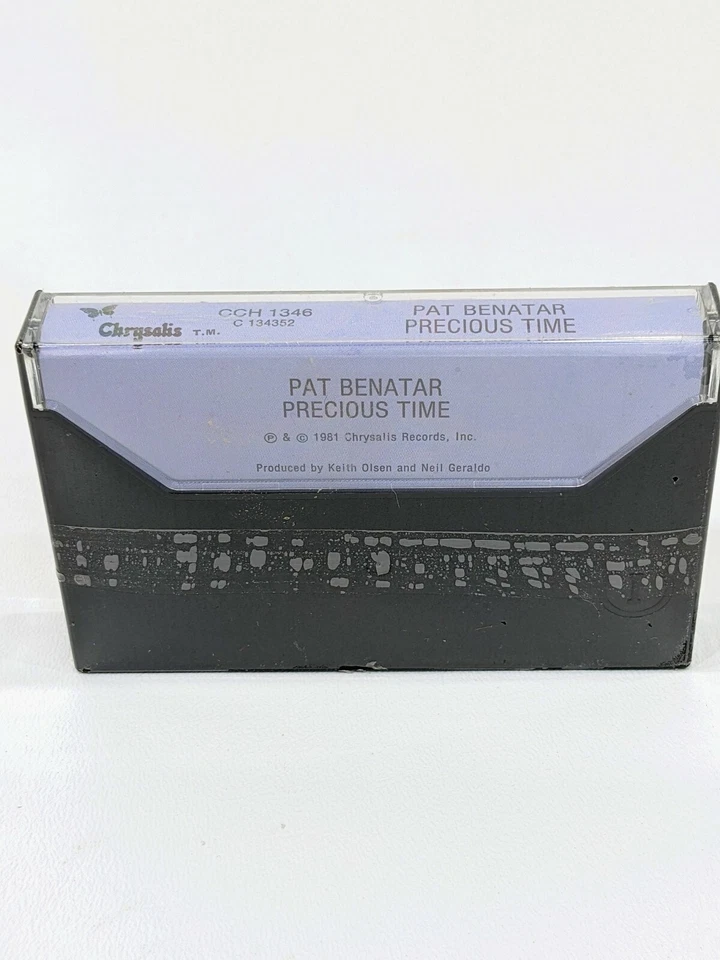 Chrysalis T.M.
CCH 1346
C 134352
PAT BENATAR
PRECIOUS TIME
PAT BENATAR
PRECIOUS TIME
Ⓟ & © 1981 Chrysalis Records, Inc.
Produced by Keith Olsen and Neil Geraldo